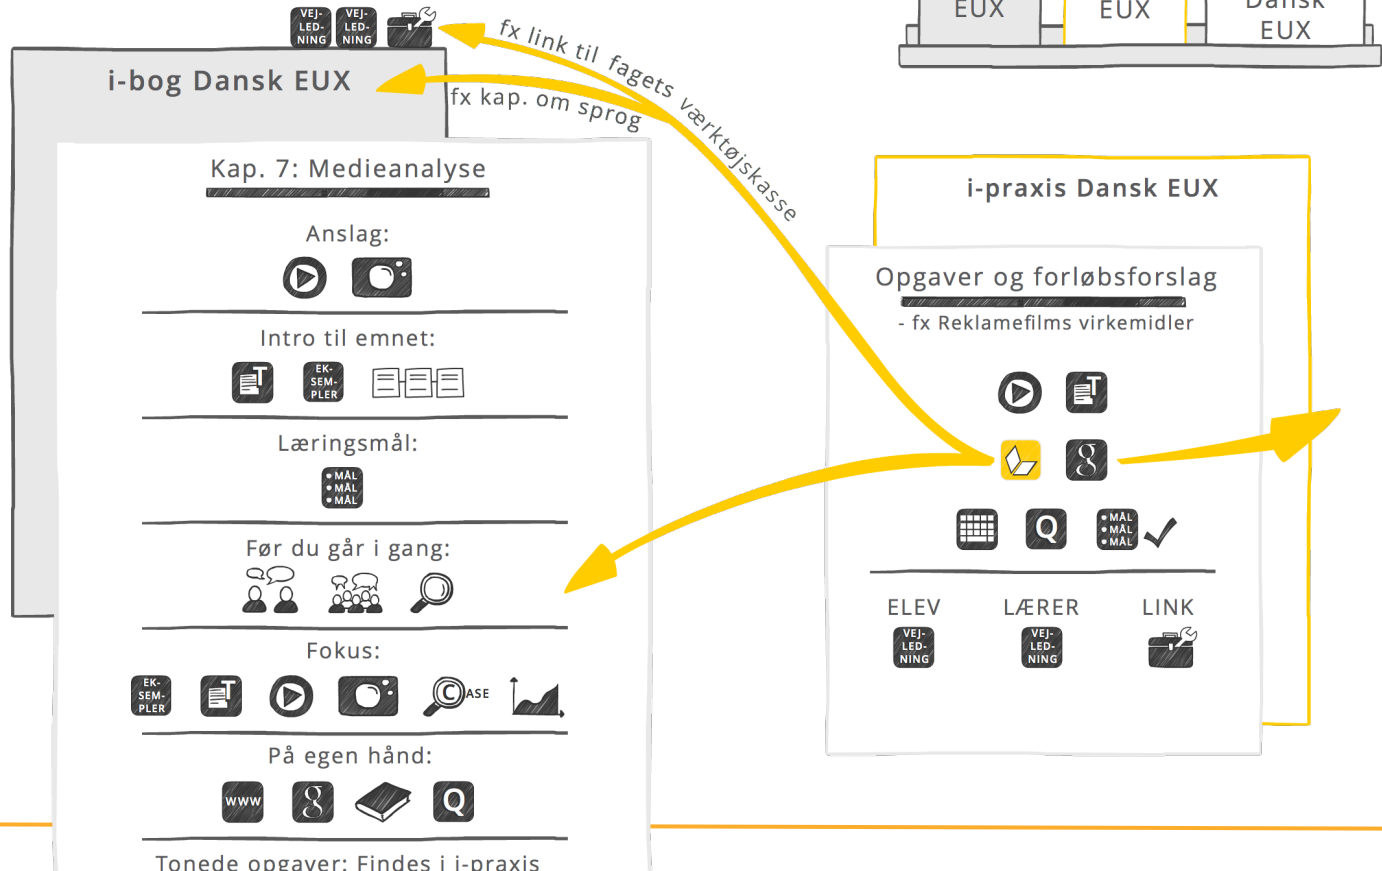 VEJ-
LED-
NING
VEJ-
LED-
NING
i-bog Dansk EUX
fx link til fagets værktøjskasse
fx kap. om sprog
Kap. 7: Medieanalyse
Anslag:
Intro til emnet:
T
EK-
SEM-
PLER
Læringsmål:
MÅL
MÅL
MÅL
Før du går i gang:
Fokus:
EK-
SEM-
PLER
T
C ASE
På egen hånd:
www
g
Q
Tonede opgaver: Findes i i-praxis
EUX
EUX
Dansk
EUX
i-praxis Dansk EUX
Opgaver og forløbsforslag
- fx Reklamefilms virkemidler
T
g
Q
MÅL
MÅL
MÅL
ELEV
LÆRER
LINK
VEJ-
LED-
NING
VEJ-
LED-
NING